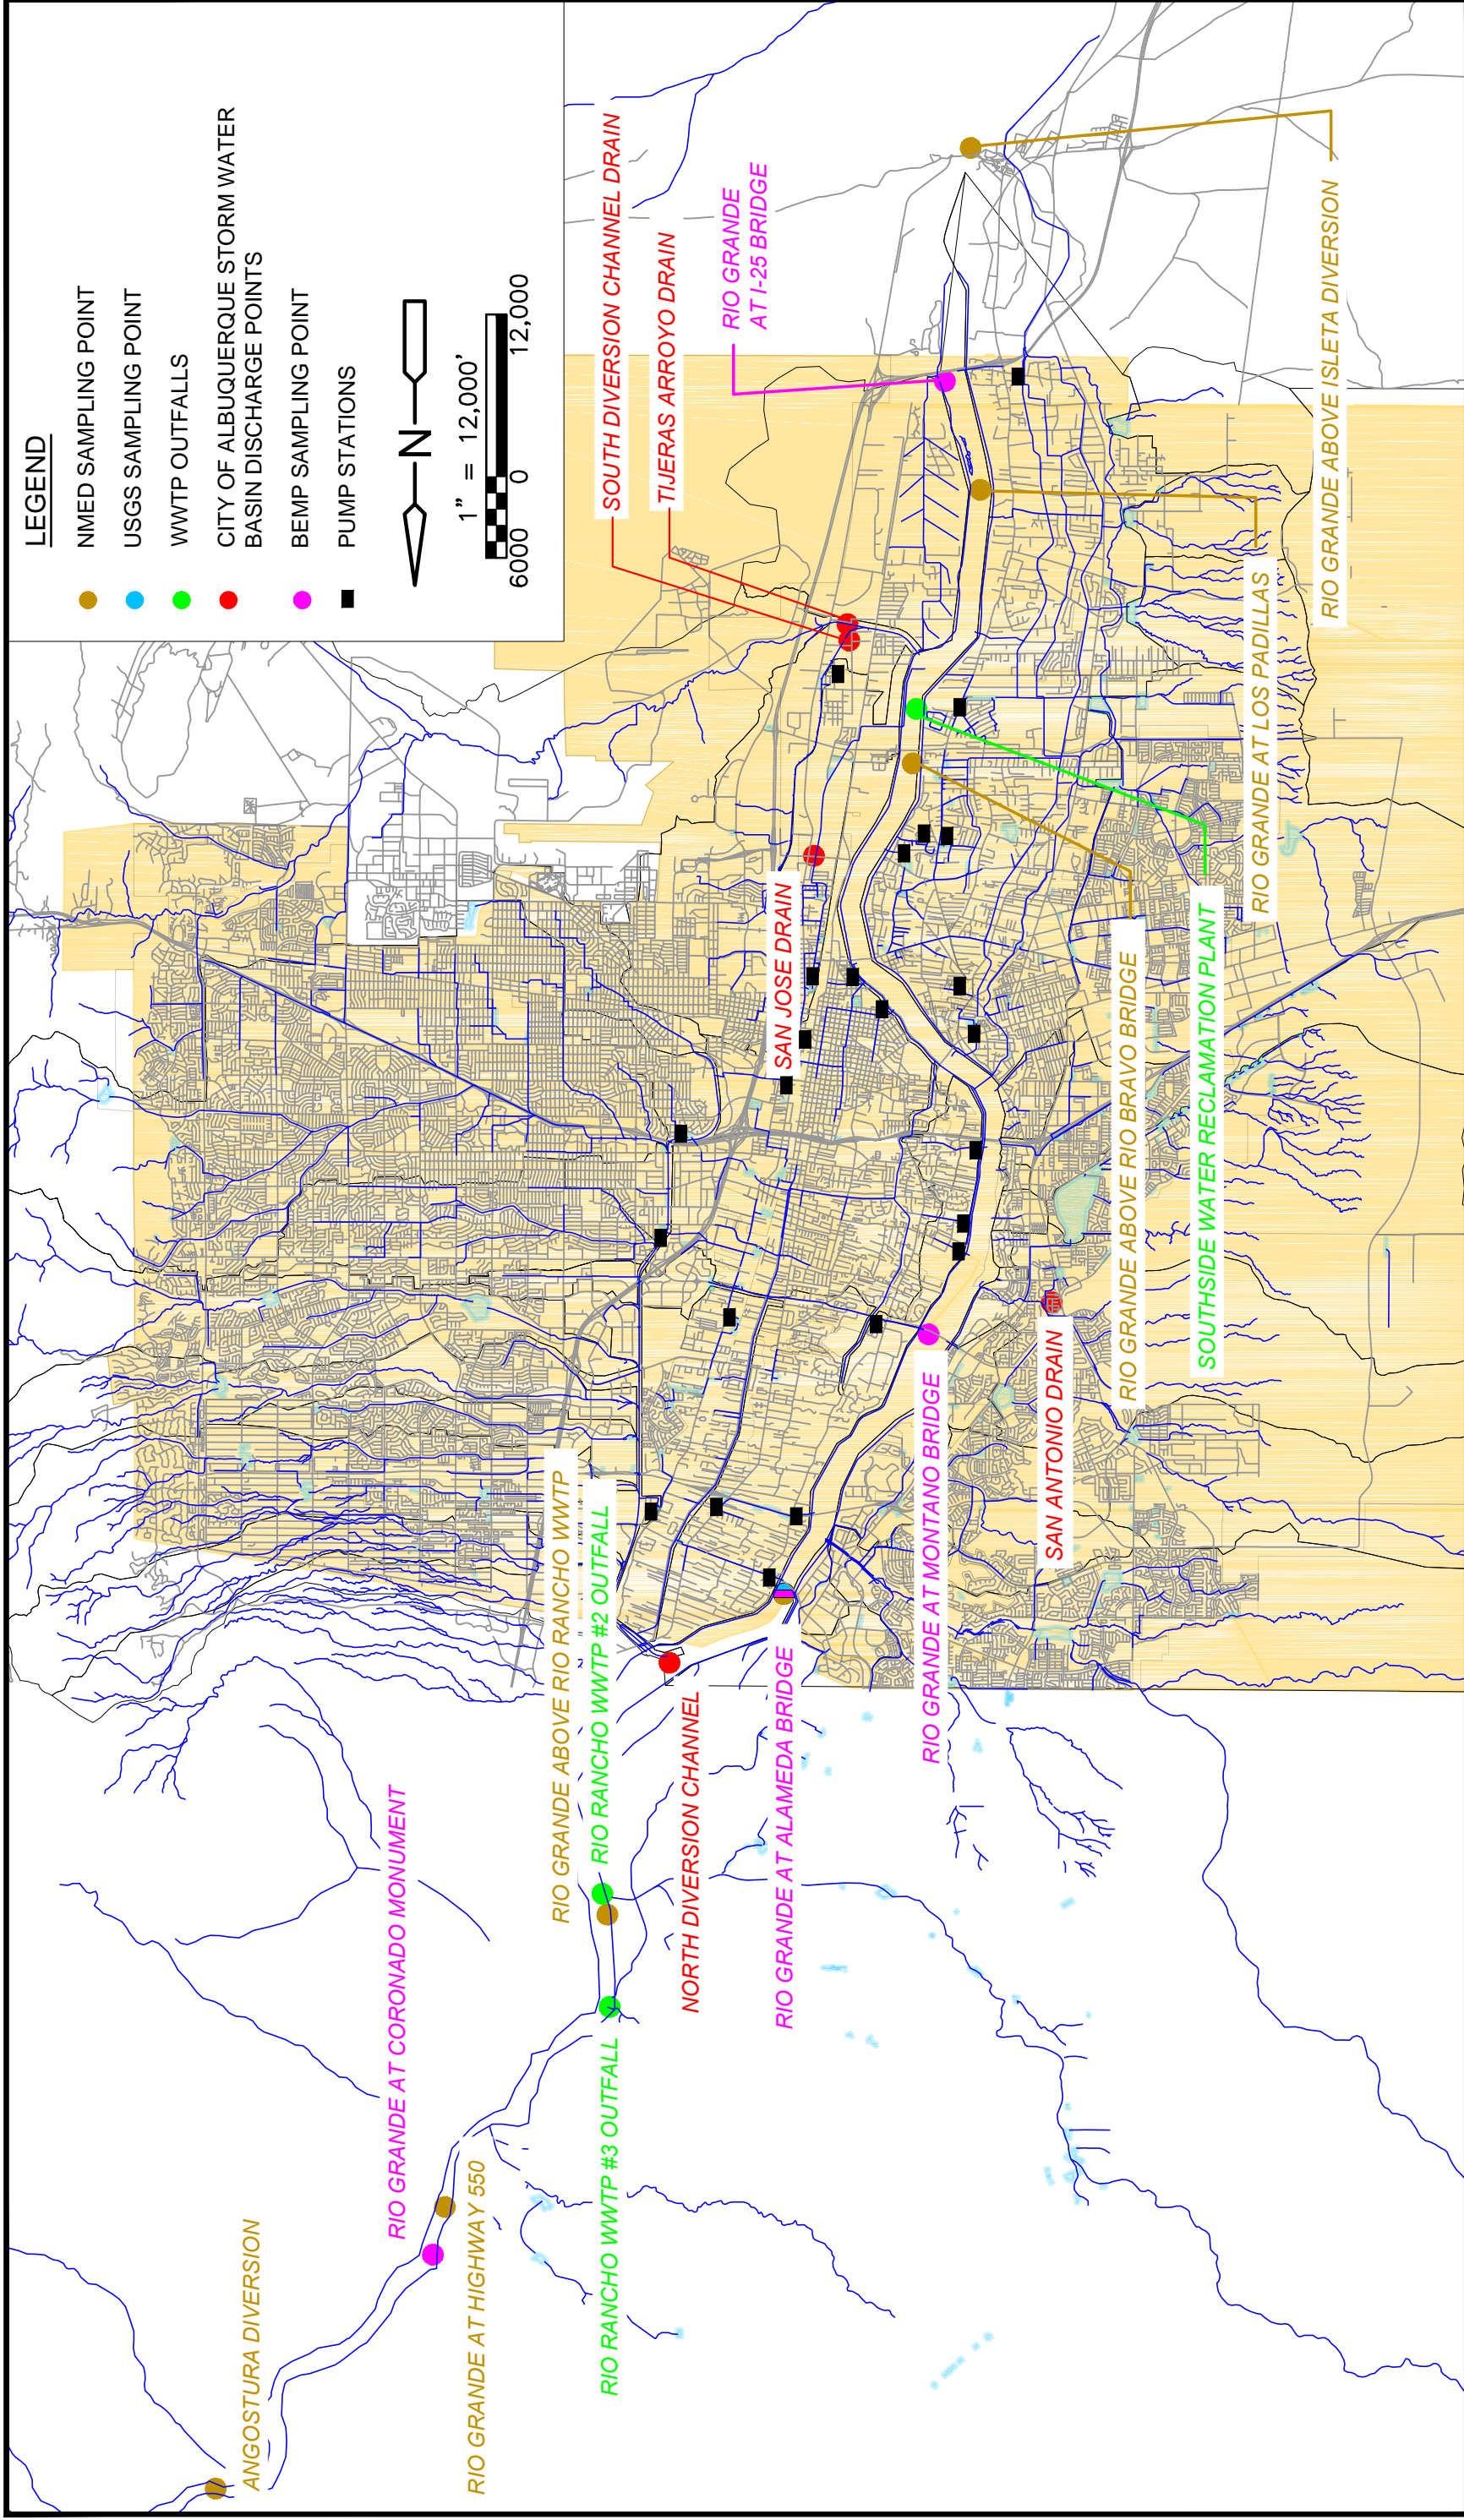 LEGEND
NMED SAMPLING POINT
USGS SAMPLING POINT
WWTP OUTFALLS
CITY OF ALBUQUERQUE STORM WATER
BASIN DISCHARGE POINTS
BEMP SAMPLING POINT
PUMP STATIONS
N
1" = 12,000'
6000 0 12,000
ANGOSTURA DIVERSION
RIO GRANDE AT CORONADO MONUMENT
RIO GRANDE AT HIGHWAY 550
RIO GRANDE ABOVE RIO RANCHO WWTP
RIO RANCHO WWTP #2 OUTFALL
RIO RANCHO WWTP #3 OUTFALL
NORTH DIVERSION CHANNEL
RIO GRANDE AT ALAMEDA BRIDGE
RIO GRANDE AT MONTANO BRIDGE
SAN ANTONIO DRAIN
SAN JOSE DRAIN
SOUTH DIVERSION CHANNEL DRAIN
TIJERAS ARROYO DRAIN
RIO GRANDE
AT I-25 BRIDGE
RIO GRANDE ABOVE RIO BRAVO BRIDGE
SOUTHSIDE WATER RECLAMATION PLANT
RIO GRANDE AT LOS PADILLAS
RIO GRANDE ABOVE ISLETA DIVERSION